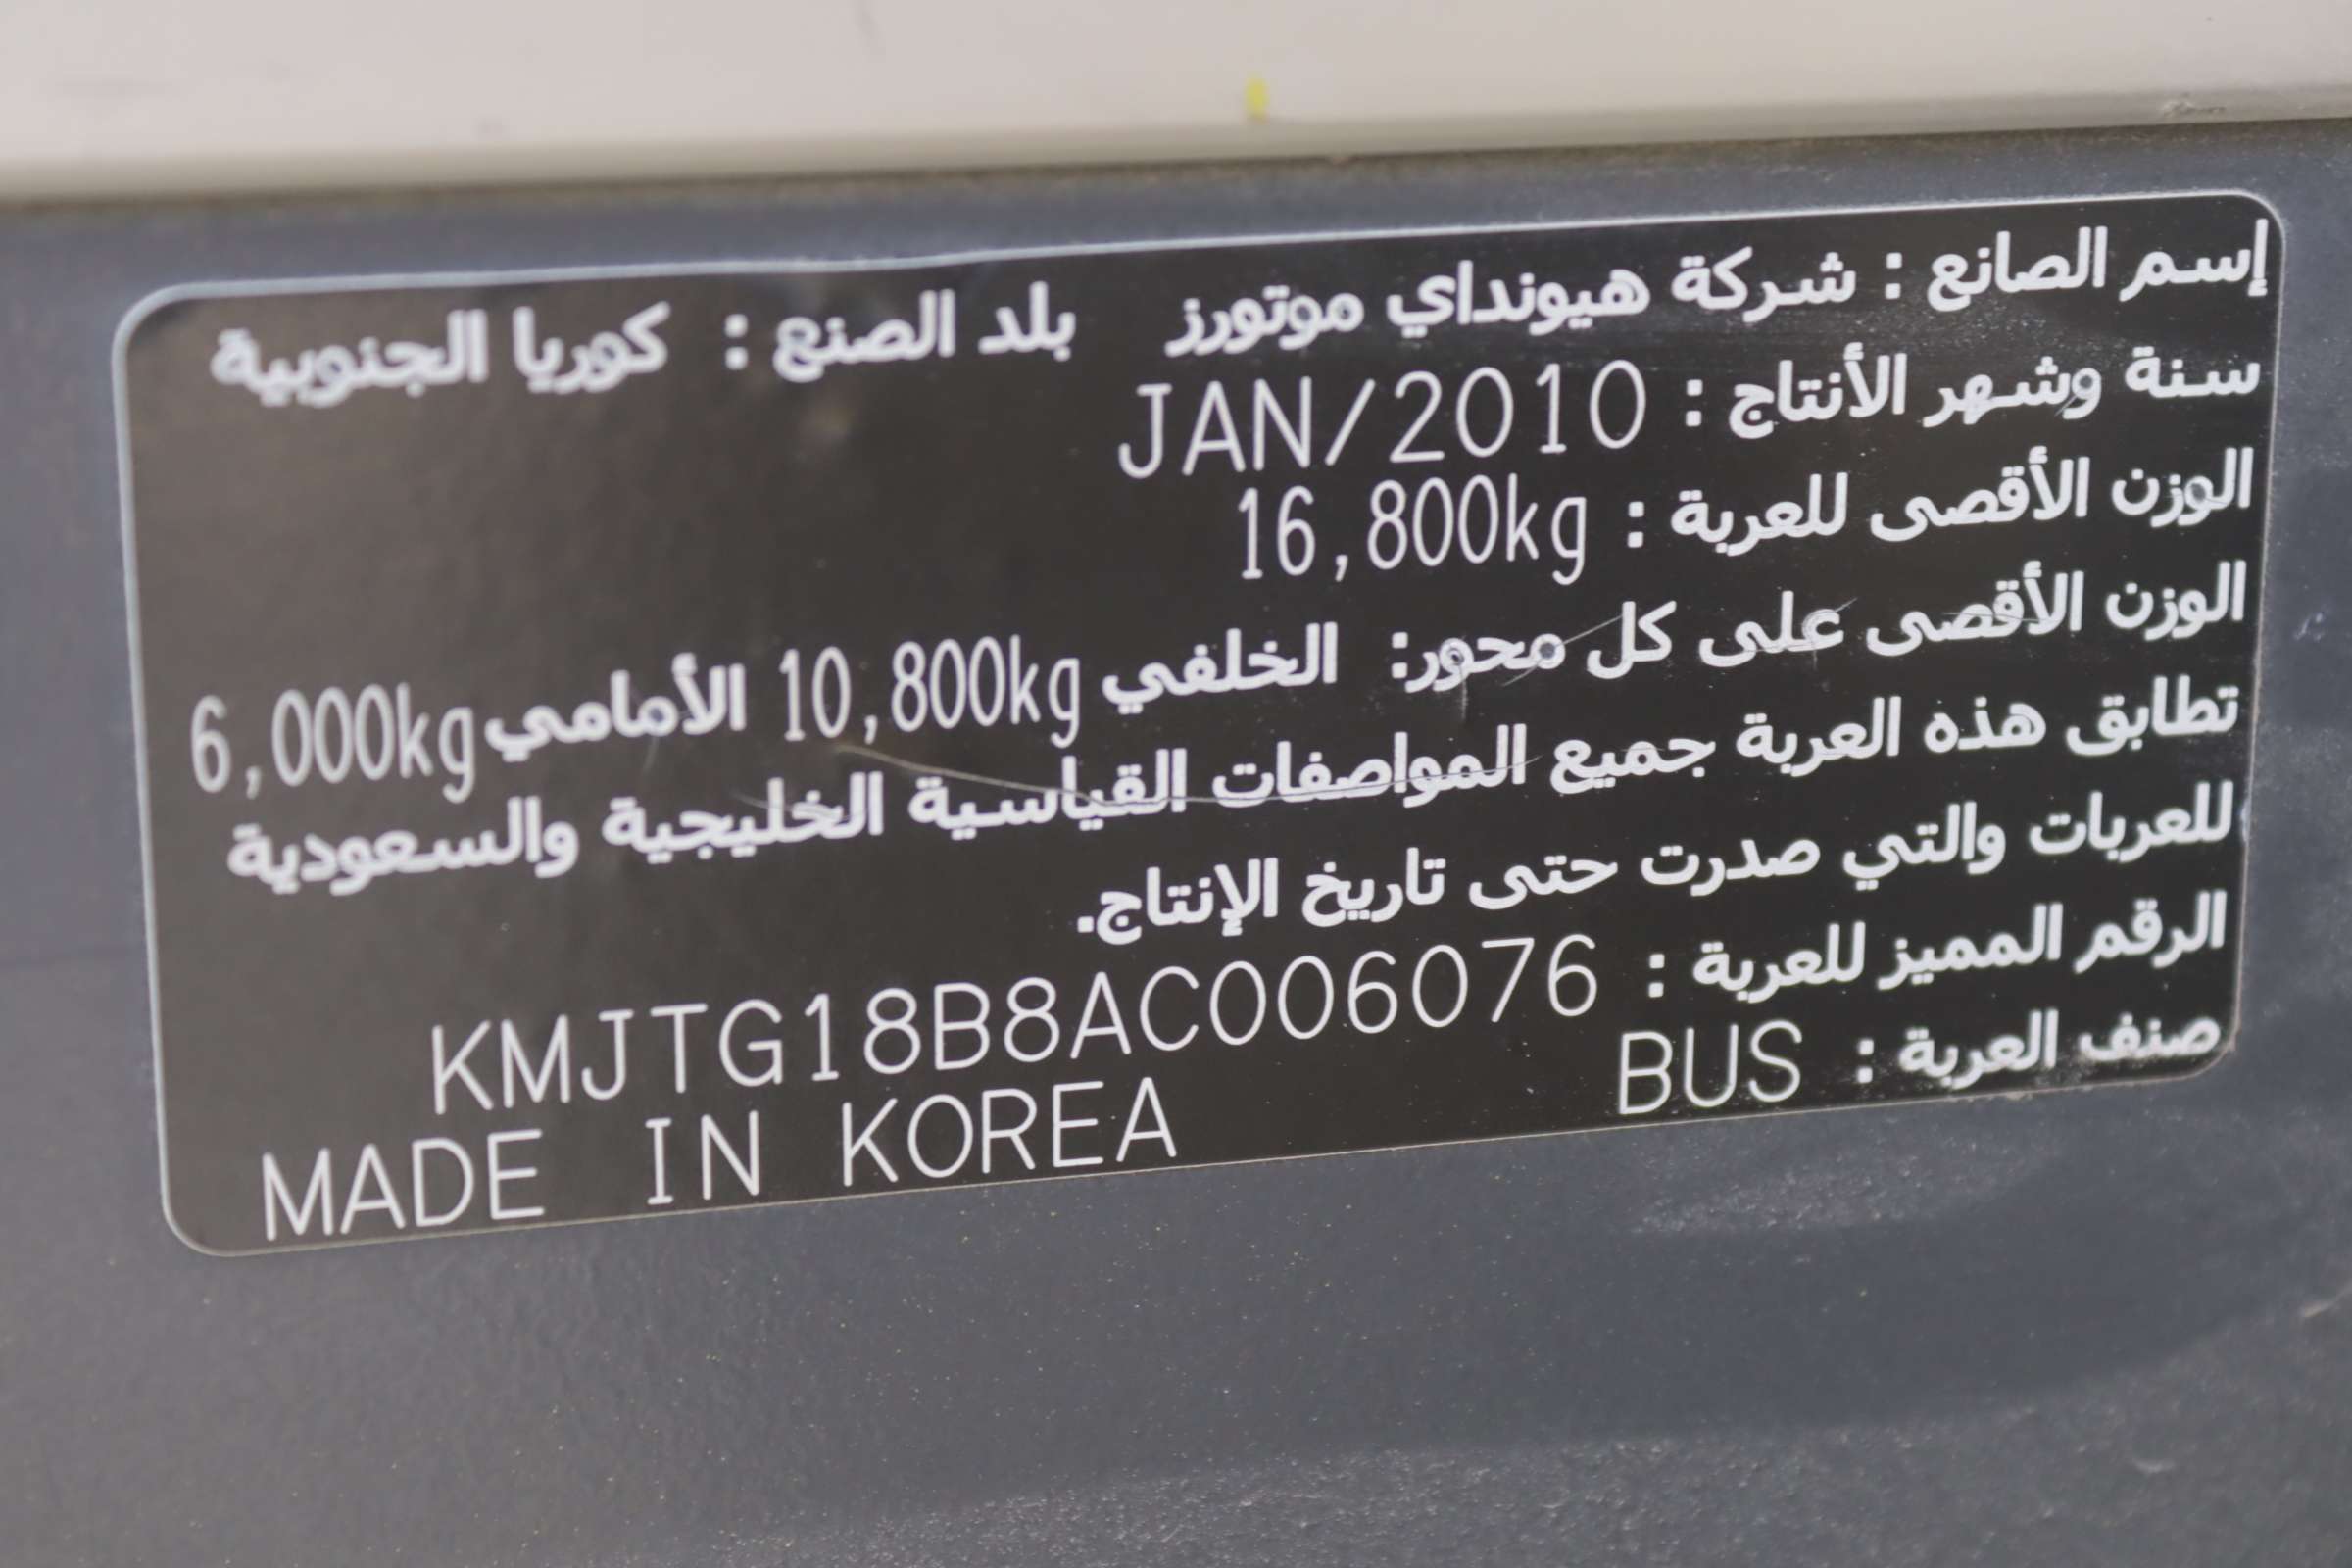 إسم الصانع : شركة هيونداي موتورز بلد الصنع : كوريا الجنوبية
سنة وشهر الأنتاج : JAN/2010
الوزن الأقصى للعربة : 16,800kg
الوزن الأقصى على كل محور: الخلفي 10,800kg الأمامي 6,000kg
تطابق هذه العربة جميع المواصفات القياسية الخليجية والسعودية
للعربات والتي صدرت حتى تاريخ الإنتاج.
الرقم المميز للعربة : KMJTG18B8AC006076
صنف العربة : BUS MADE IN KOREA